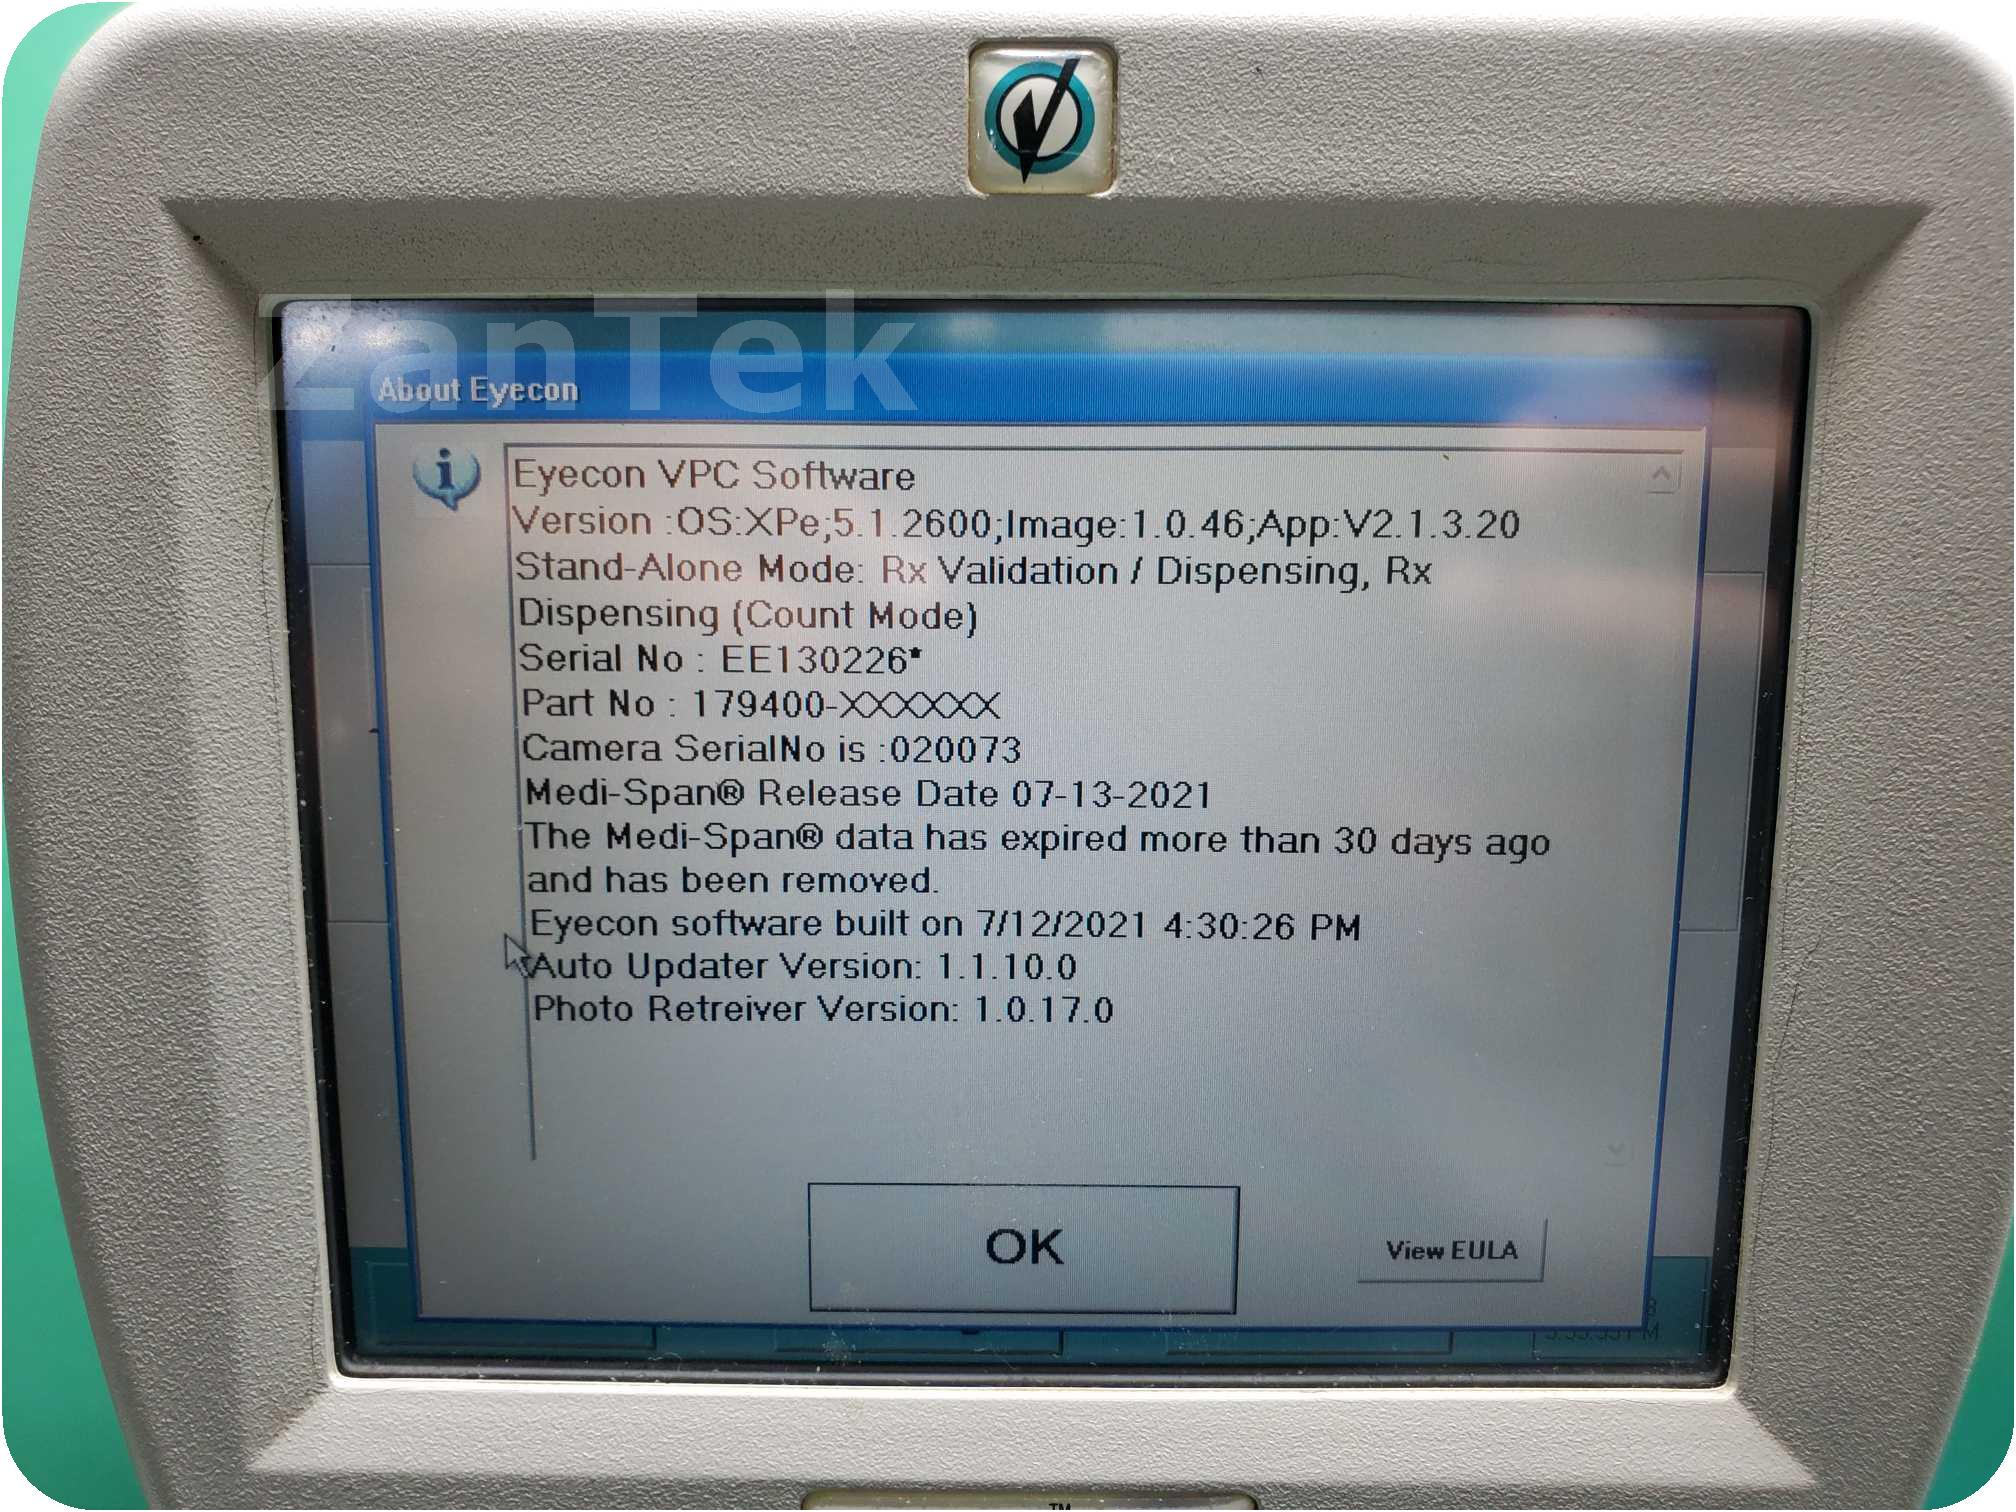 ZanTek
About Eyecon
Eyecon VPC Software
Version :OS:XPe;5.1.2600;Image:1.0.46;App:V2.1.3.20
Stand-Alone Mode: Rx Validation / Dispensing, Rx
Dispensing (Count Mode)
Serial No : EE130226*
Part No : 179400-XXXXXX
Camera SerialNo is :020073
Medi-Span® Release Date 07-13-2021
The Medi-Span® data has expired more than 30 days ago
and has been removed.
Eyecon software built on 7/12/2021 4:30:26 PM
Auto Updater Version: 1.1.10.0
Photo Retreiver Version: 1.0.17.0
OK
View EULA
TM